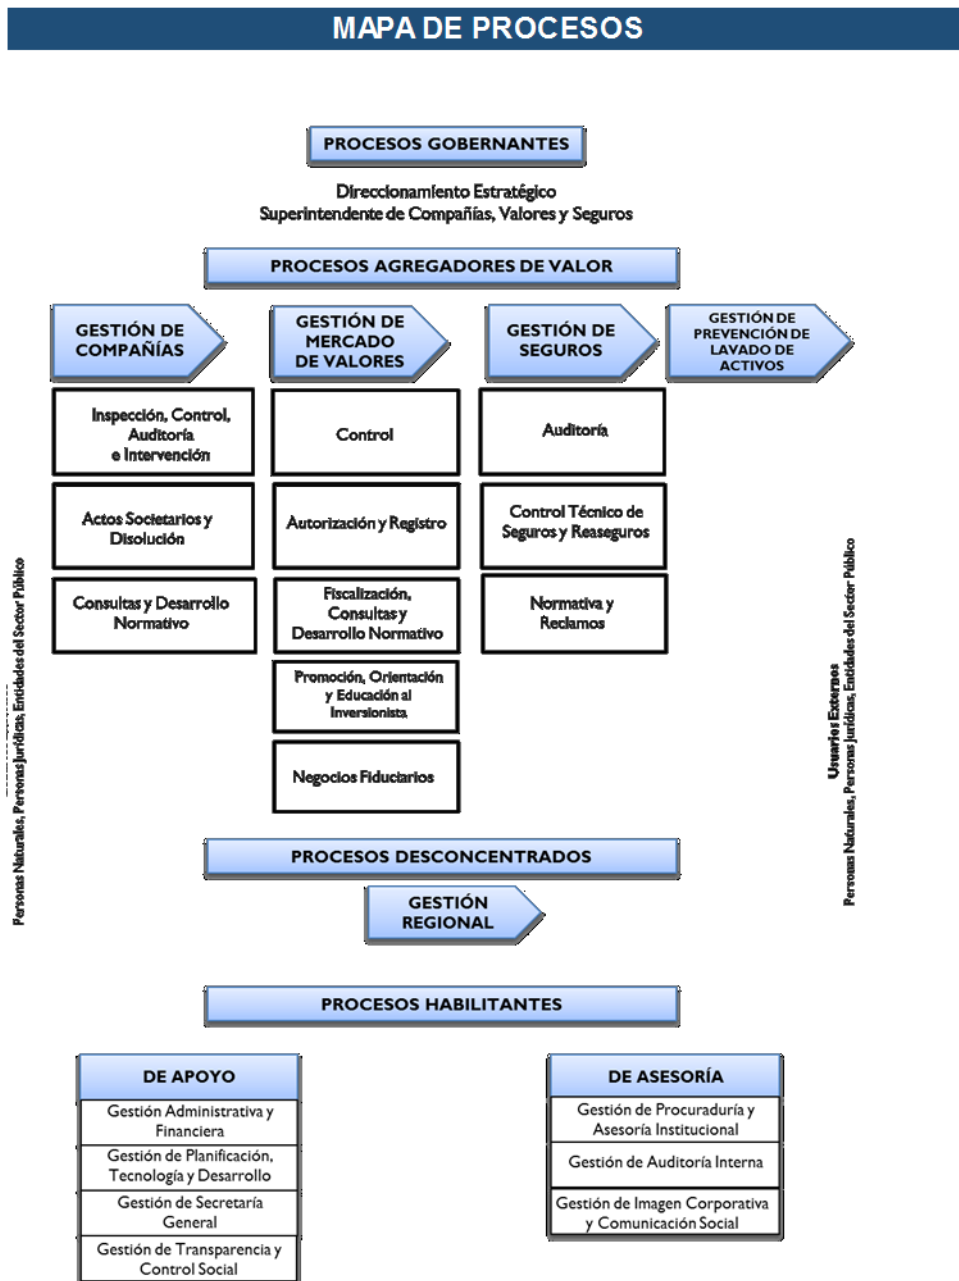 MAPA DE PROCESOS
PROCESOS GOBERNANTES
Direccionamiento Estratégico
Superintendente de Compañías, Valores y Seguros
PROCESOS AGREGADORES DE VALOR
GESTIÓN DE
COMPAÑÍAS
Inspección, Control,
Auditoría
e Intervención
Actos Societarios y
Disolución
Consultas y Desarrollo
Normativo
GESTIÓN DE
MERCADO
DE VALORES
Control
Autorización y Registro
Fiscalización,
Consultas y
Desarrollo Normativo
Promoción, Orientación
y Educación al
Inversionista
Negocios Fiduciarios
GESTIÓN DE
SEGUROS
Auditoría
Control Técnico de
Seguros y Reaseguros
Normativa y
Reclamos
GESTIÓN DE
PREVENCIÓN DE
LAVADO DE
ACTIVOS
Personas Naturales, Personas Jurídicas, Entidades del Sector Público
Usuarios Externos
Personas Naturales, Personas Jurídicas, Entidades del Sector Público
PROCESOS DESCONCENTRADOS
GESTIÓN
REGIONAL
PROCESOS HABILITANTES
DE APOYO
Gestión Administrativa y
Financiera
Gestión de Planificación,
Tecnología y Desarrollo
Gestión de Secretaría
General
Gestión de Transparencia y
Control Social
DE ASESORÍA
Gestión de Procuraduría y
Asesoría Institucional
Gestión de Auditoría Interna
Gestión de Imagen Corporativa
y Comunicación Social